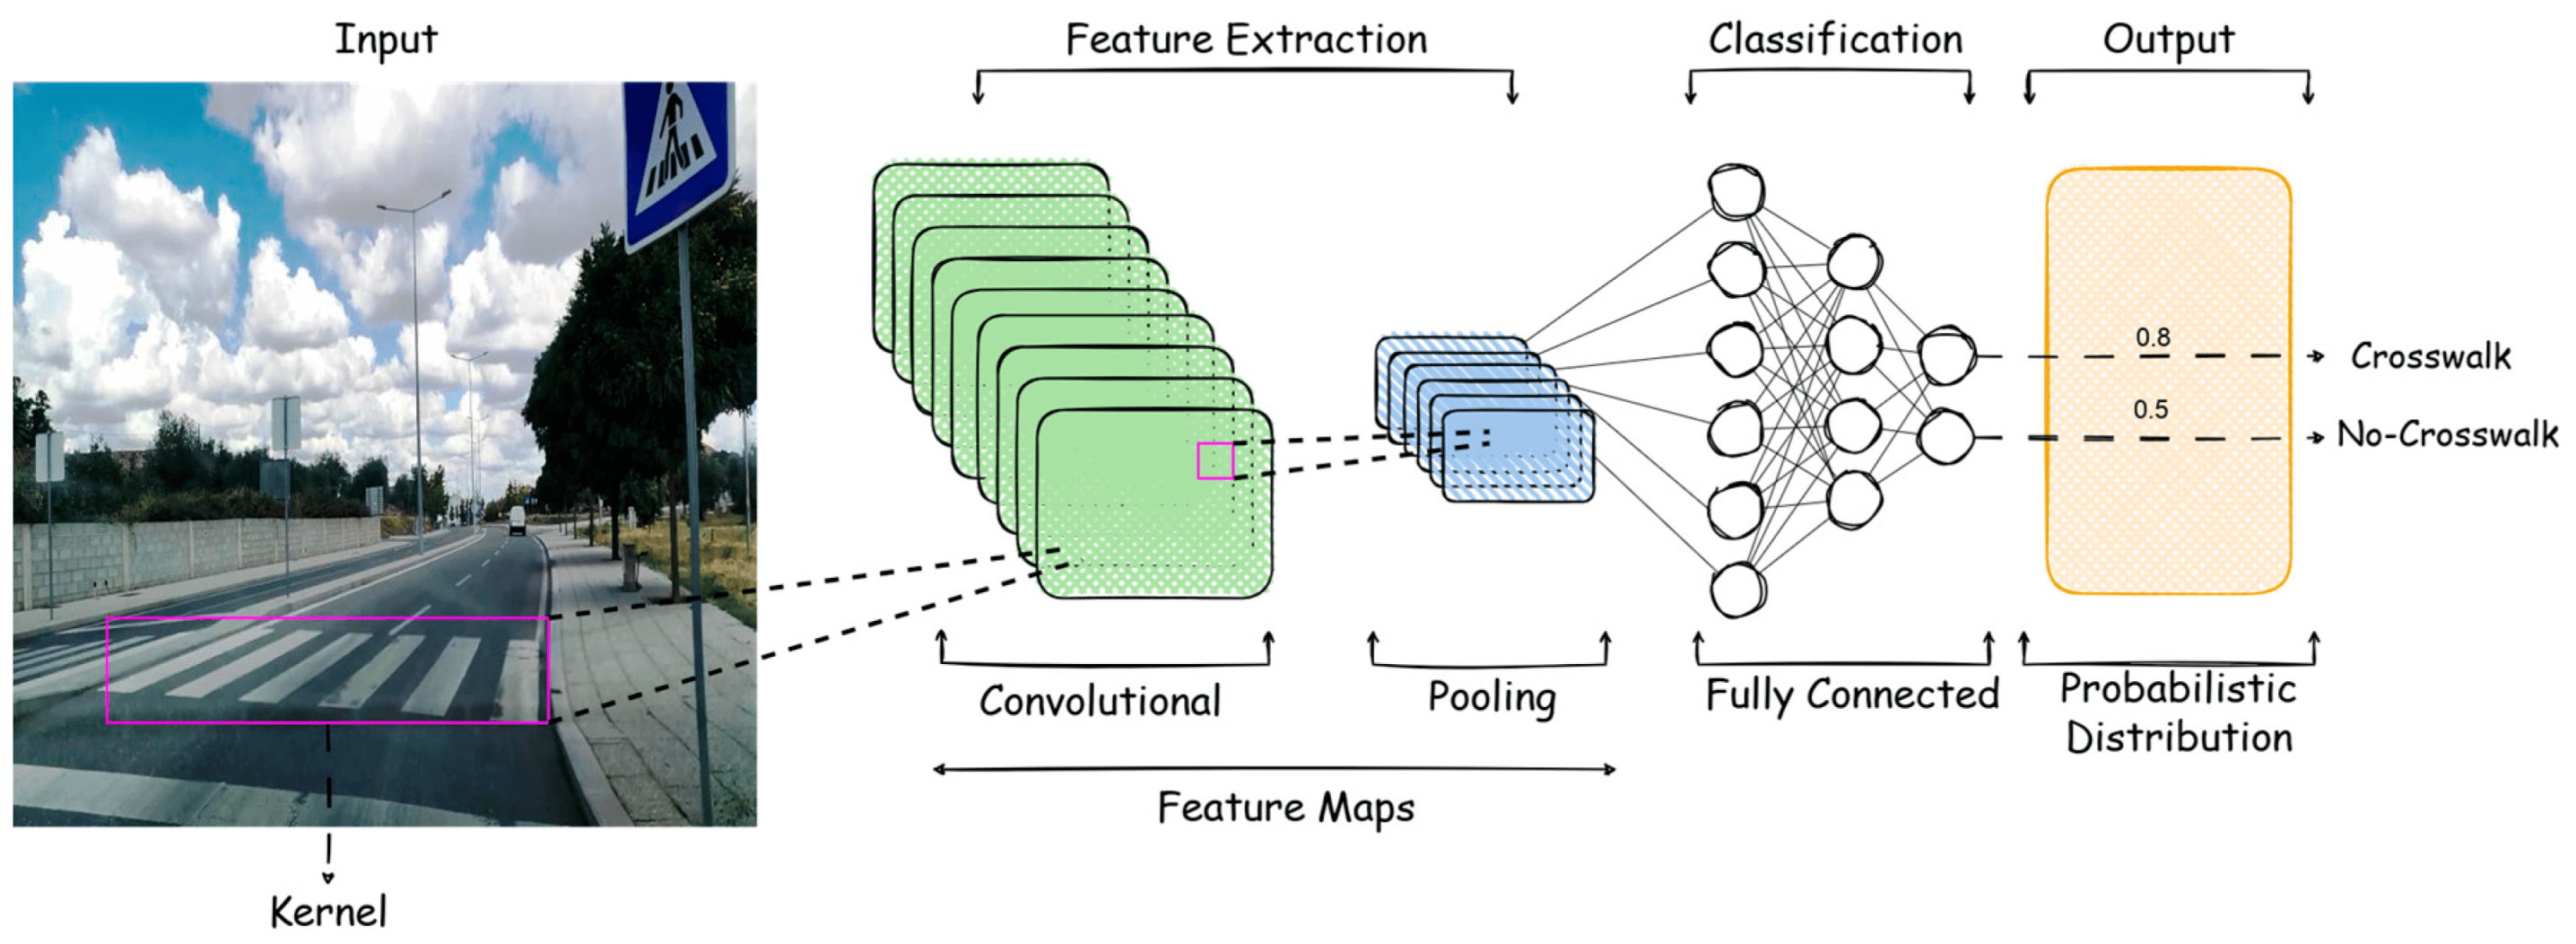 Input
Feature Extraction
Classification
Output
0.8
Crosswalk
0.5
No-Crosswalk
Convolutional
Pooling
Fully Connected
Probabilistic
Distribution
Feature Maps
Kernel